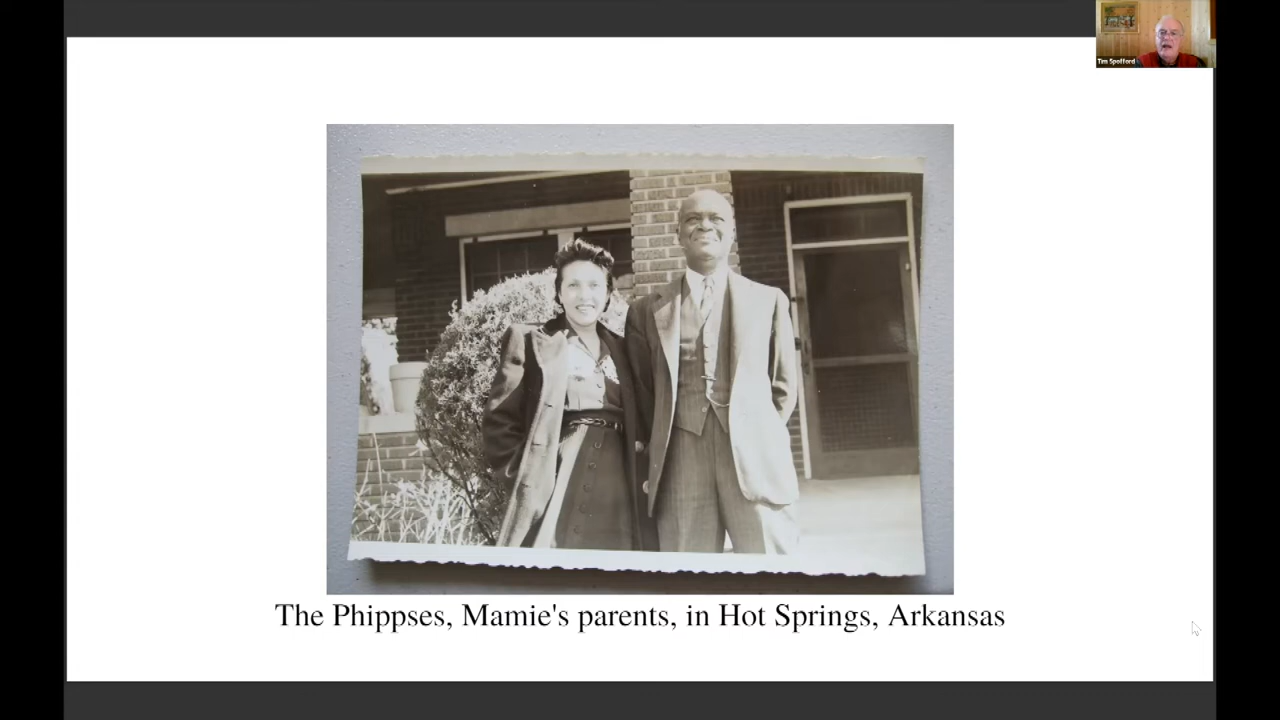 Tim Spofford
The Phippses, Mamie's parents, in Hot Springs, Arkansas